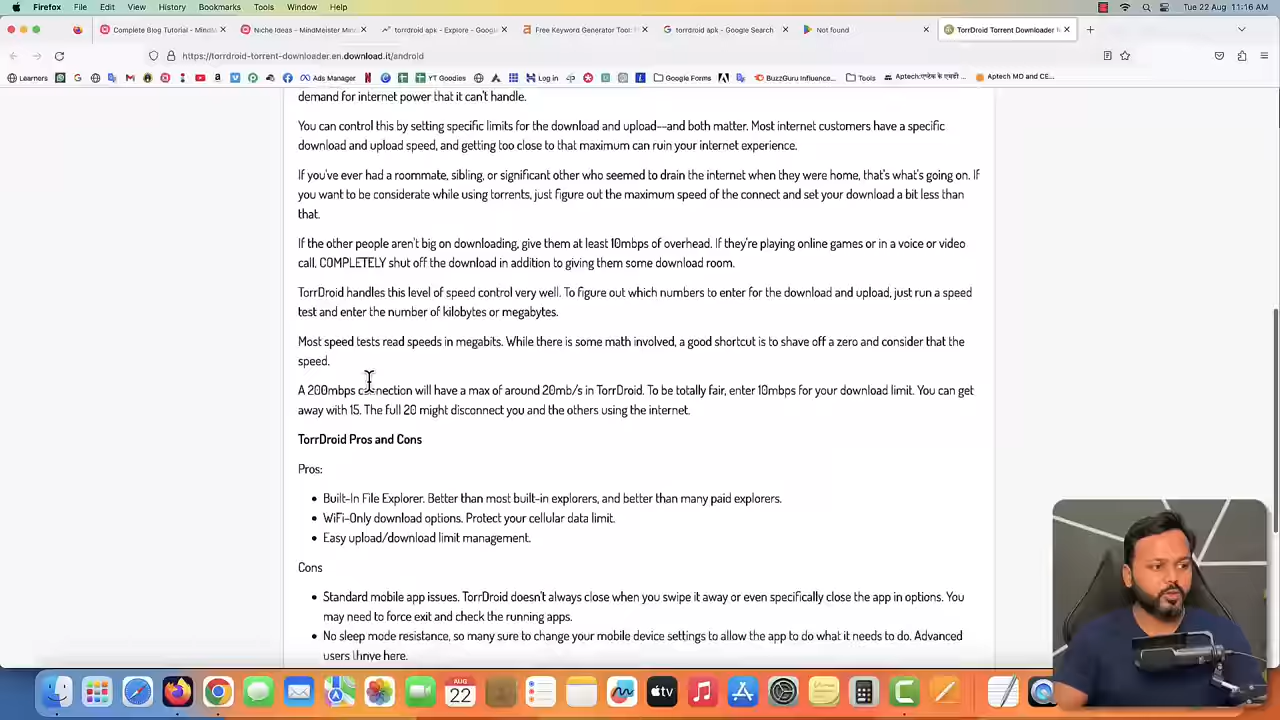 Firefox File Edit View History Bookmarks Tools Window Help
Tue 22 Aug 11:16 AM
Complete Blog Tutorial - MindM
Niche Ideas - MindMeister Min
torrdroid apk - Explore - Google
Free Keyword Generator Tool:
torrdroid apk - Google Search
Not found
TorrDroid Torrent Downloader
https://torrdroid-torrent-downloader.en.download.it/android
Learners
Ads Manager
YT Goodies
Log in
Google Forms
BuzzGuru Influence...
Tools
Aptech:एप्टेक के एमडी ...
Aptech MD and CE...
demand for internet power that it can't handle.
You can control this by setting specific limits for the download and upload--and both matter. Most internet customers have a specific
download and upload speed, and getting too close to that maximum can ruin your internet experience.
If you've ever had a roommate, sibling, or significant other who seemed to drain the internet when they were home, that's what's going on. If
you want to be considerate while using torrents, just figure out the maximum speed of the connect and set your download a bit less than
that.
If the other people aren't big on downloading, give them at least 10mbps of overhead. If they're playing online games or in a voice or video
call, COMPLETELY shut off the download in addition to giving them some download room.
TorrDroid handles this level of speed control very well. To figure out which numbers to enter for the download and upload, just run a speed
test and enter the number of kilobytes or megabytes.
Most speed tests read speeds in megabits. While there is some math involved, a good shortcut is to shave off a zero and consider that the
speed.
A 200mbps connection will have a max of around 20mb/s in TorrDroid. To be totally fair, enter 10mbps for your download limit. You can get
away with 15. The full 20 might disconnect you and the others using the internet.
TorrDroid Pros and Cons
Pros:
Built-In File Explorer. Better than most built-in explorers, and better than many paid explorers.
WiFi-Only download options. Protect your cellular data limit.
Easy upload/download limit management.
Cons
Standard mobile app issues. TorrDroid doesn't always close when you swipe it away or even specifically close the app in options. You
may need to force exit and check the running apps.
No sleep mode resistance, so many sure to change your mobile device settings to allow the app to do what it needs to do. Advanced
users thrive here.
AUG
22
tv